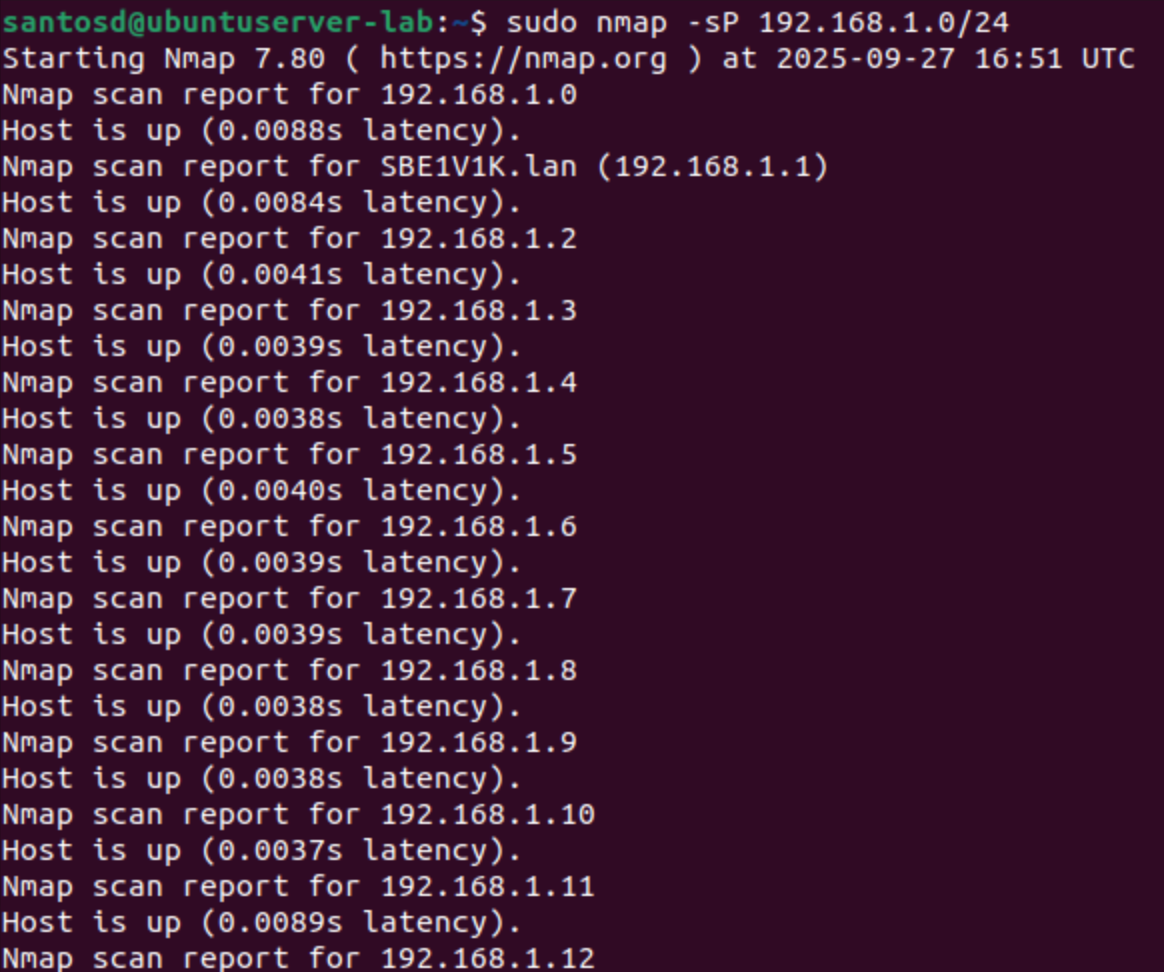 santosd@ubuntuserver-lab:~$ sudo nmap -sP 192.168.1.0/24
Starting Nmap 7.80 ( https://nmap.org ) at 2025-09-27 16:51 UTC
Nmap scan report for 192.168.1.0
Host is up (0.0088s latency).
Nmap scan report for SBE1V1K.lan (192.168.1.1)
Host is up (0.0084s latency).
Nmap scan report for 192.168.1.2
Host is up (0.0041s latency).
Nmap scan report for 192.168.1.3
Host is up (0.0039s latency).
Nmap scan report for 192.168.1.4
Host is up (0.0038s latency).
Nmap scan report for 192.168.1.5
Host is up (0.0040s latency).
Nmap scan report for 192.168.1.6
Host is up (0.0039s latency).
Nmap scan report for 192.168.1.7
Host is up (0.0039s latency).
Nmap scan report for 192.168.1.8
Host is up (0.0038s latency).
Nmap scan report for 192.168.1.9
Host is up (0.0038s latency).
Nmap scan report for 192.168.1.10
Host is up (0.0037s latency).
Nmap scan report for 192.168.1.11
Host is up (0.0089s latency).
Nmap scan report for 192.168.1.12